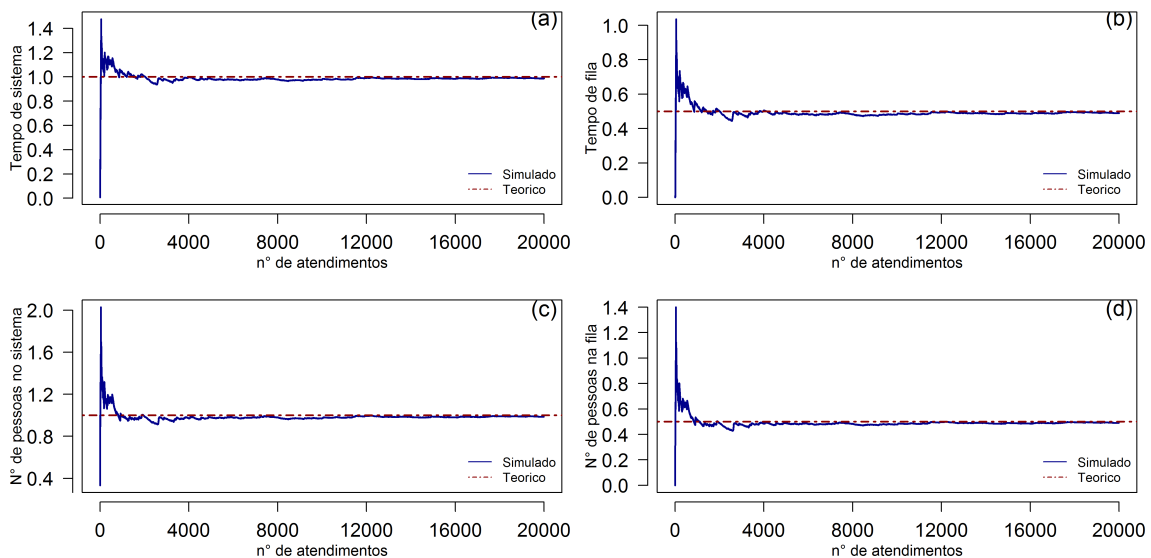 (a)
Tempo de sistema
1.4
1.2
1.0
0.8
0.6
0.4
0.2
0.0
Simulado
Teorico
0 4000 8000 12000 16000 20000
n° de atendimentos
(b)
Tempo de fila
1.0
0.8
0.6
0.4
0.2
0.0
Simulado
Teorico
0 4000 8000 12000 16000 20000
n° de atendimentos
(c)
N° de pessoas no sistema
2.0
1.6
1.2
0.8
0.4
Simulado
Teorico
0 4000 8000 12000 16000 20000
n° de atendimentos
(d)
N° de pessoas na fila
1.4
1.2
1.0
0.8
0.6
0.4
0.2
0.0
Simulado
Teorico
0 4000 8000 12000 16000 20000
n° de atendimentos